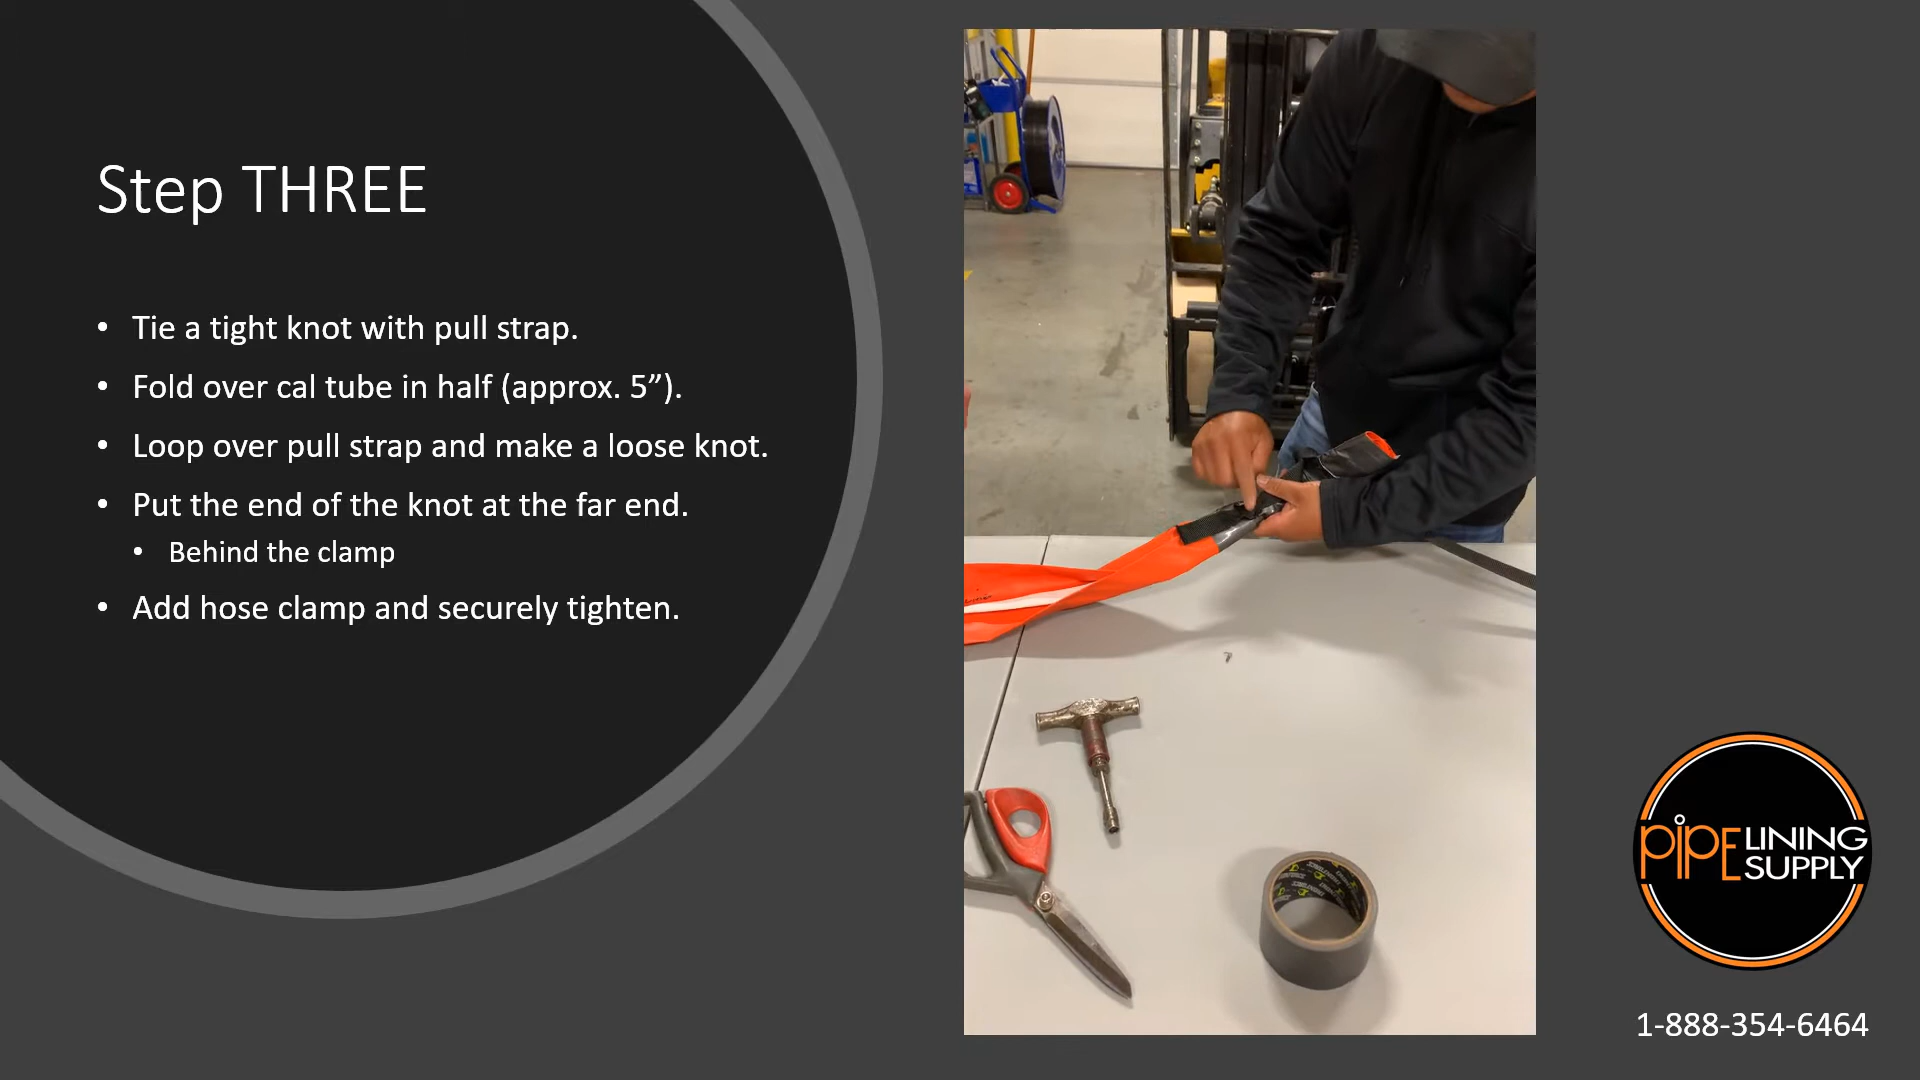 Step THREE
• Tie a tight knot with pull strap.
• Fold over cal tube in half (approx. 5”).
• Loop over pull strap and make a loose knot.
• Put the end of the knot at the far end.
• Behind the clamp
• Add hose clamp and securely tighten.
PIPELINING
SUPPLY
1-888-354-6464